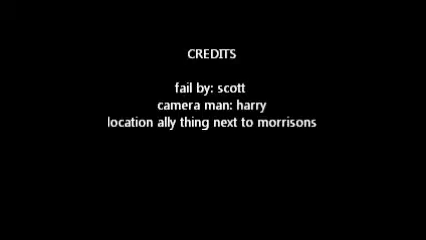 CREDITS
fail by: scott
camera man: harry
location ally thing next to morrisons